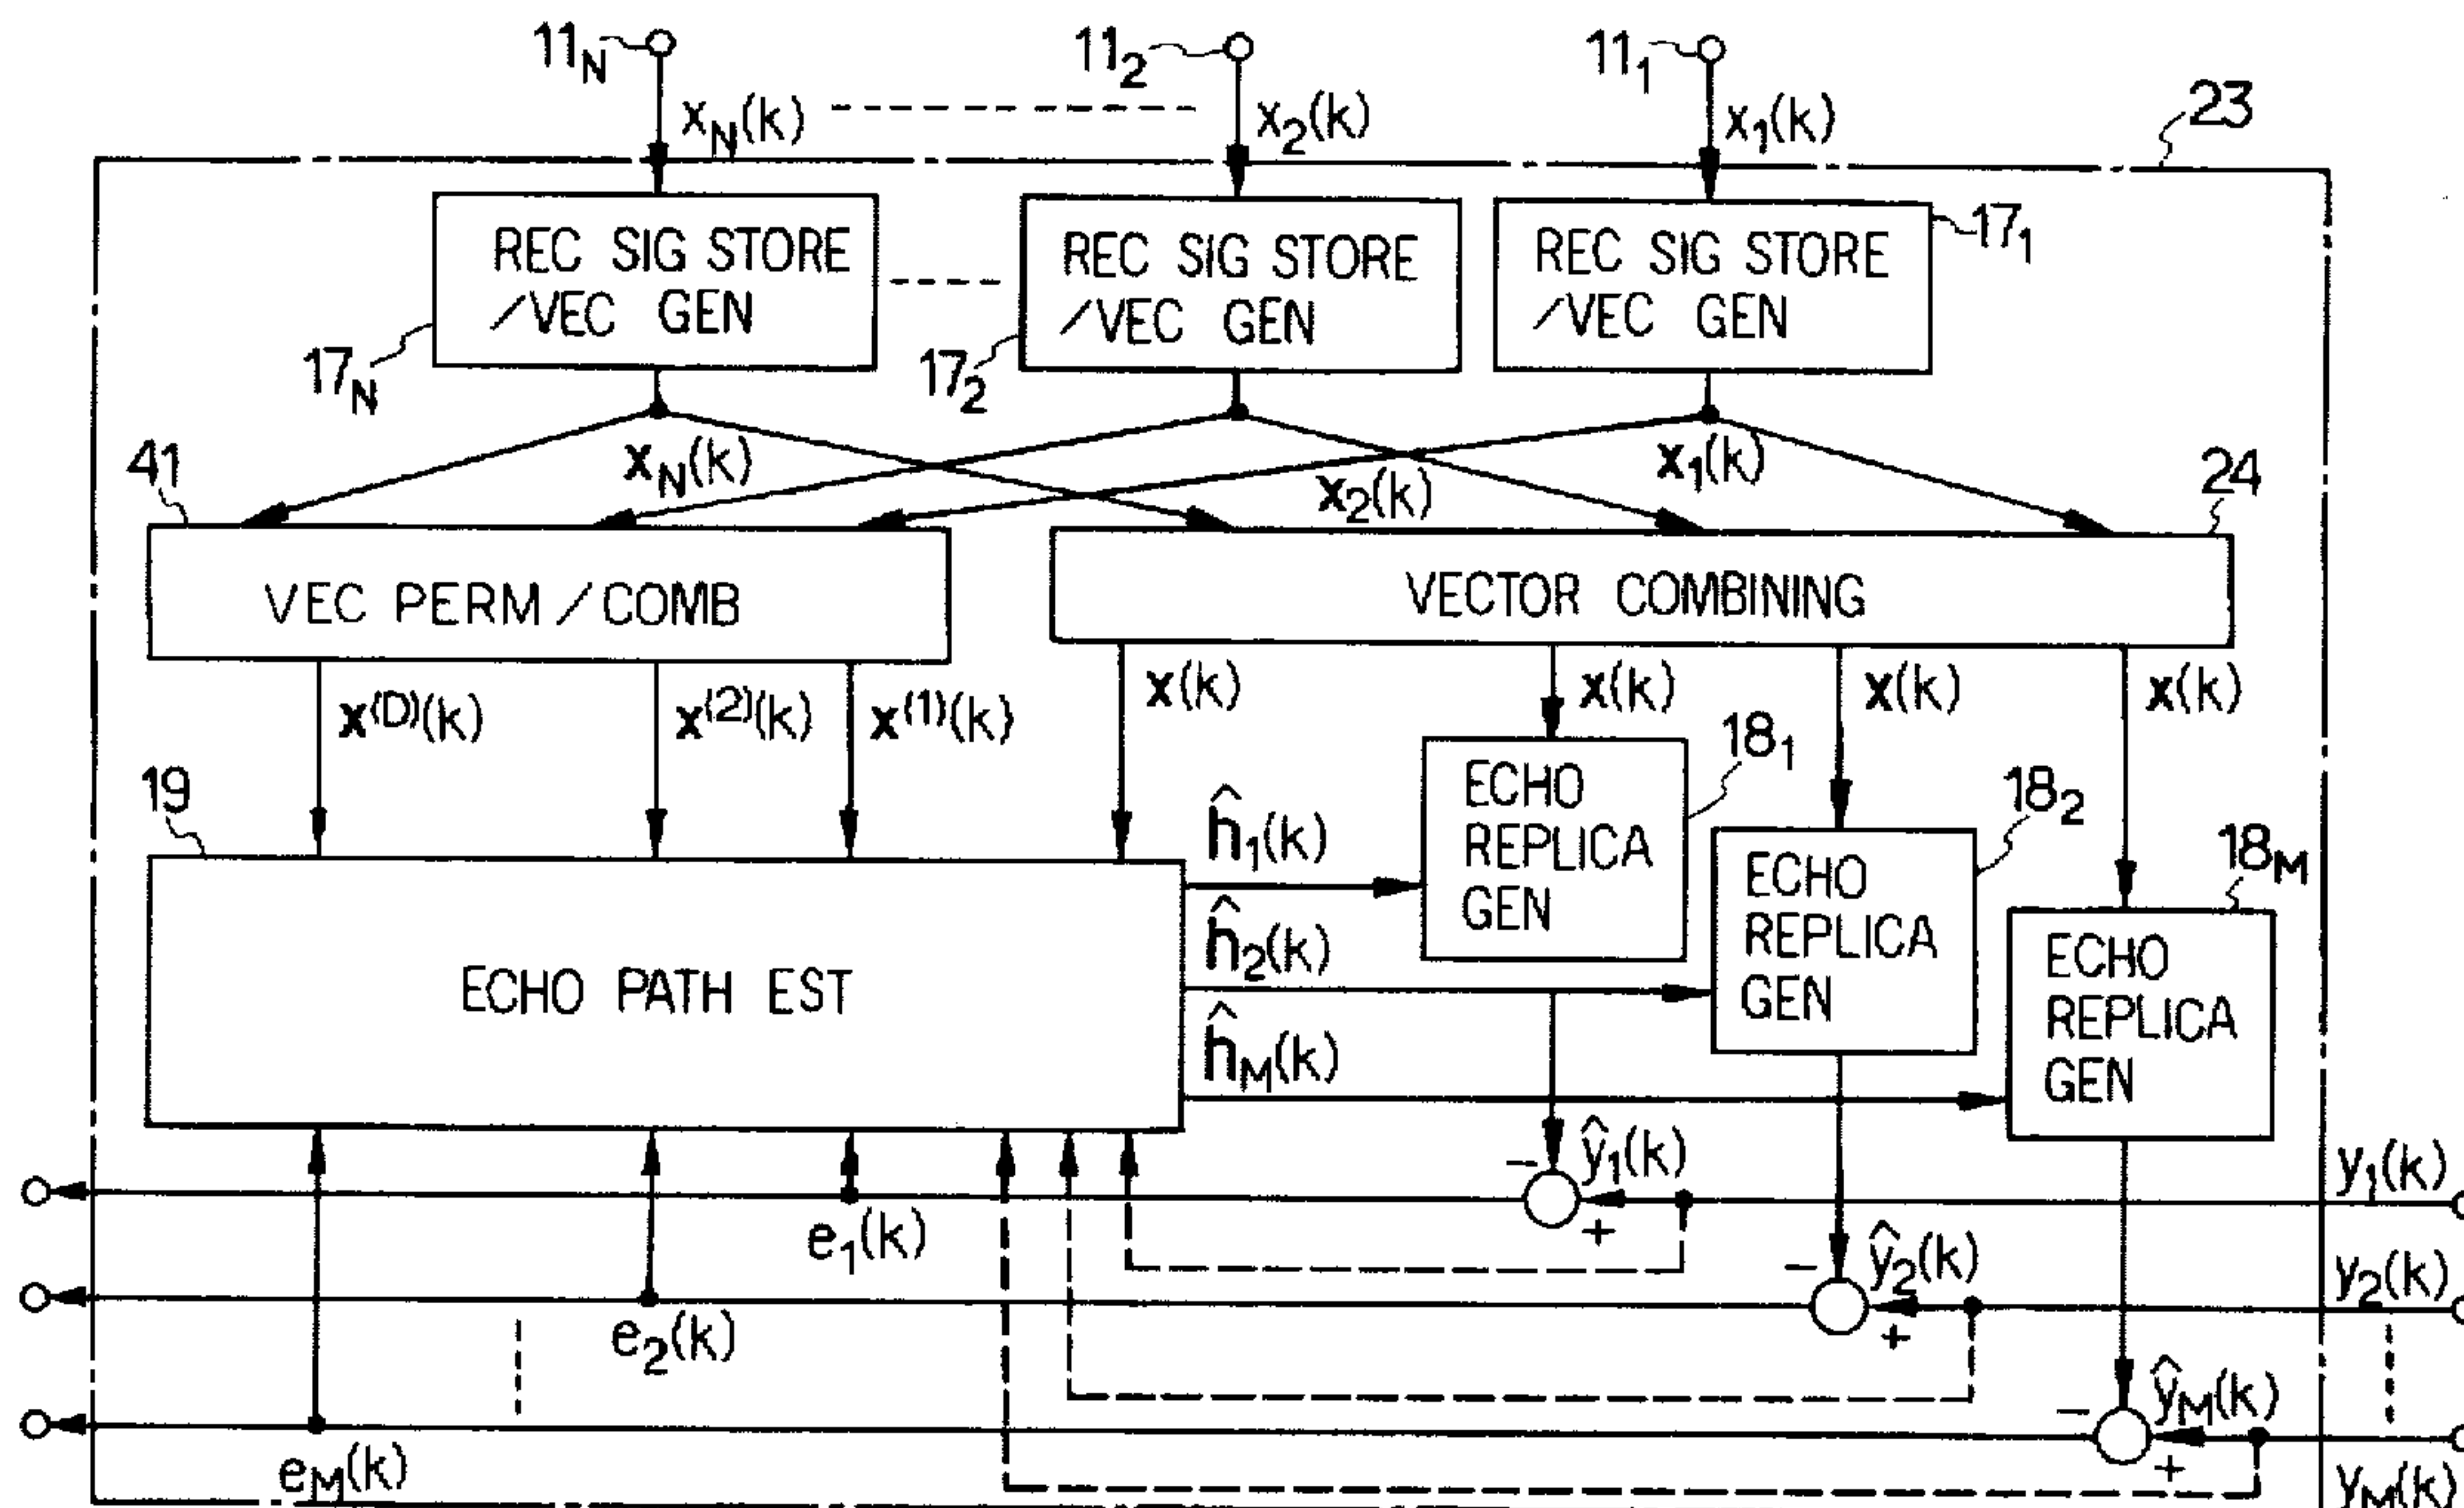 11N 11₂ 11₁
xN(k) x₂(k) x₁(k) 23
REC SIG STORE
/VEC GEN
REC SIG STORE
/VEC GEN
REC SIG STORE
/VEC GEN
17N 17₂ 17₁
xN(k) x₂(k) x₁(k)
41 24
VEC PERM/COMB
VECTOR COMBINING
x⁽ᴰ⁾(k) x⁽²⁾(k) x⁽¹⁾(k) x(k) x(k) x(k) x(k)
19 18₁ 18₂ 18M
ĥ₁(k)
ECHO
REPLICA
GEN
ĥ₂(k)
ECHO
REPLICA
GEN
ĥM(k)
ECHO
REPLICA
GEN
ECHO PATH EST
- ŷ₁(k) y₁(k)
e₁(k) +
- ŷ₂(k) y₂(k)
e₂(k) +
- ŷM(k)
eM(k) + yM(k)